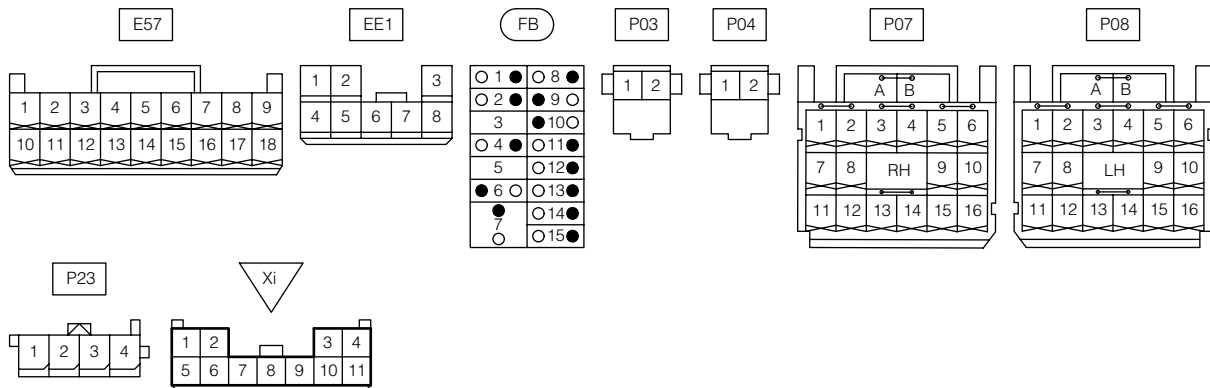 E57 EE1 FB P03 P04 P07 P08
1 2 3 4 5 6 7 8 9
10 11 12 13 14 15 16 17 18
1 2 3
4 5 6 7 8
1 8
2 9
3 10
4 11
5 12
6 13
7 14
15
1 2
1 2
A B
1 2 3 4 5 6
7 8 RH 9 10
11 12 13 14 15 16
A B
1 2 3 4 5 6
7 8 LH 9 10
11 12 13 14 15 16
P23 Xi
1 2 3 4
1 2 3 4
5 6 7 8 9 10 11